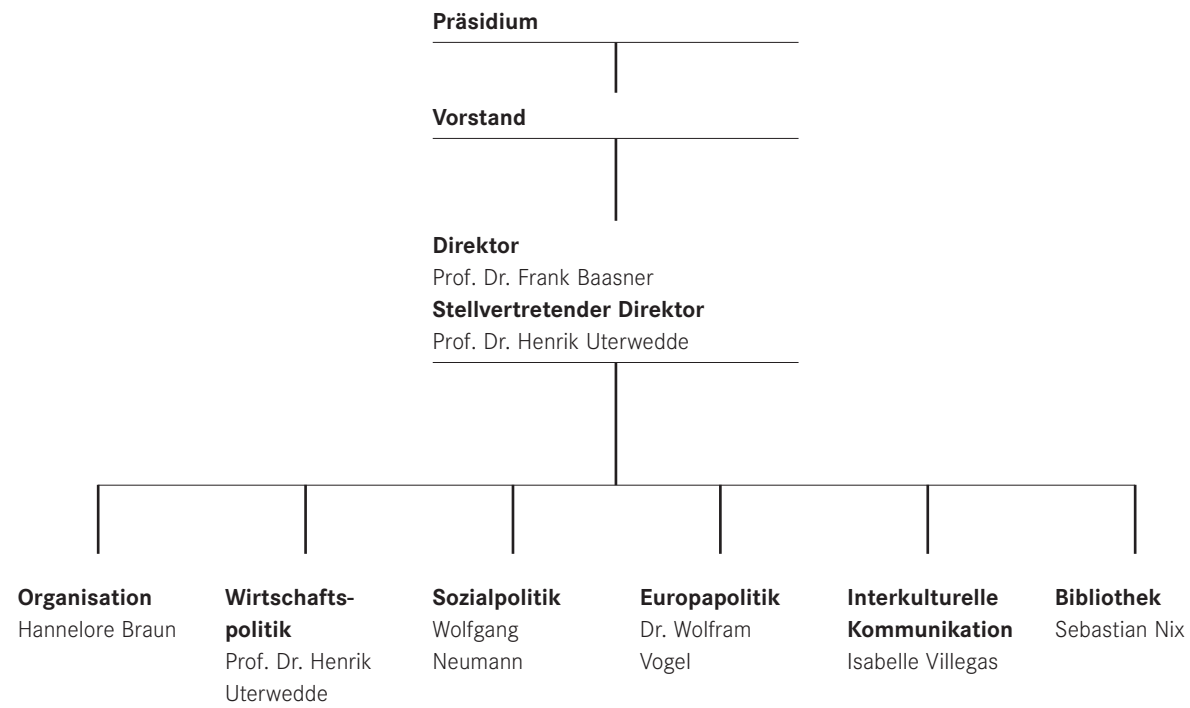 Präsidium
Vorstand
Direktor
Prof. Dr. Frank Baasner
Stellvertretender Direktor
Prof. Dr. Henrik Uterwedde
Organisation
Hannelore Braun
Wirtschafts-
politik
Prof. Dr. Henrik
Uterwedde
Sozialpolitik
Wolfgang
Neumann
Europapolitik
Dr. Wolfram
Vogel
Interkulturelle
Kommunikation
Isabelle Villegas
Bibliothek
Sebastian Nix